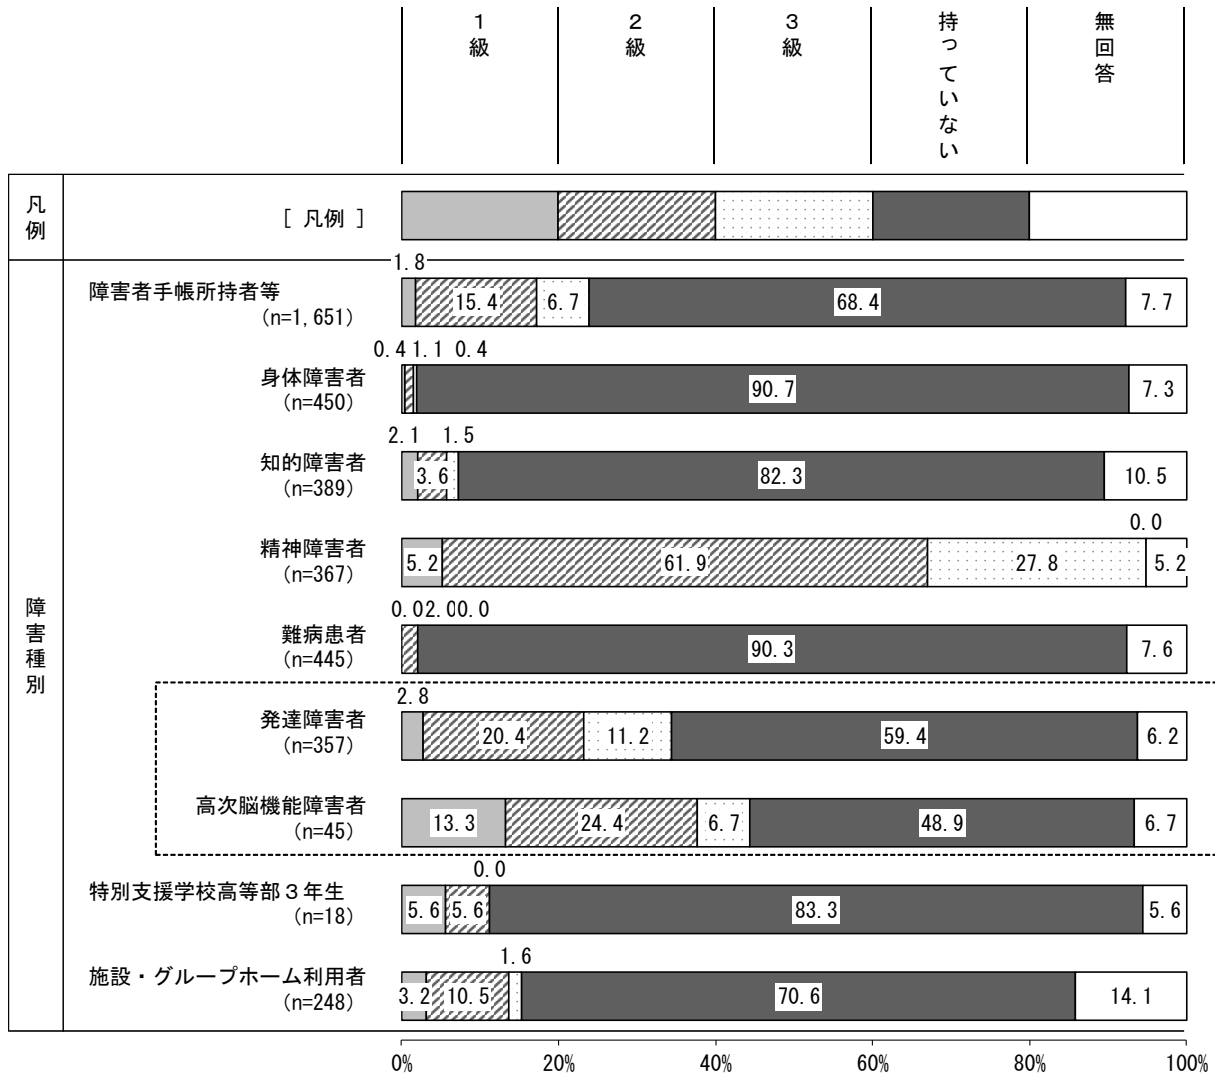 1級
2級
3級
持っていない
無回答
凡例
[ 凡例 ]
障害種別
1.8
障害者手帳所持者等
(n=1,651)
15.4 6.7 68.4 7.7
0.4 1.1 0.4
身体障害者
(n=450)
90.7 7.3
2.1 1.5
知的障害者
(n=389)
3.6 82.3 10.5
0.0
精神障害者
(n=367)
5.2 61.9 27.8 5.2
0.0 2.0 0.0
難病患者
(n=445)
90.3 7.6
2.8
発達障害者
(n=357)
20.4 11.2 59.4 6.2
高次脳機能障害者
(n=45)
13.3 24.4 6.7 48.9 6.7
0.0
特別支援学校高等部3年生
(n=18)
5.6 5.6 83.3 5.6
1.6
施設・グループホーム利用者
(n=248)
3.2 10.5 70.6 14.1
0% 20% 40% 60% 80% 100%